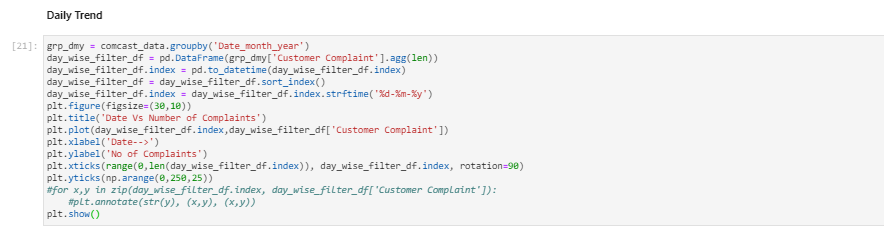 Daily Trend
[21]: grp_dmy = comcast_data.groupby('Date_month_year')
day_wise_filter_df = pd.DataFrame(grp_dmy['Customer Complaint'].agg(len))
day_wise_filter_df.index = pd.to_datetime(day_wise_filter_df.index)
day_wise_filter_df = day_wise_filter_df.sort_index()
day_wise_filter_df.index = day_wise_filter_df.index.strftime('%d-%m-%y')
plt.figure(figsize=(30,10))
plt.title('Date Vs Number of Complaints')
plt.plot(day_wise_filter_df.index,day_wise_filter_df['Customer Complaint'])
plt.xlabel('Date-->')
plt.ylabel('No of Complaints')
plt.xticks(range(0,len(day_wise_filter_df.index)), day_wise_filter_df.index, rotation=90)
plt.yticks(np.arange(0,250,25))
#for x,y in zip(day_wise_filter_df.index, day_wise_filter_df['Customer Complaint']):
    #plt.annotate(str(y), (x,y), (x,y))
plt.show()